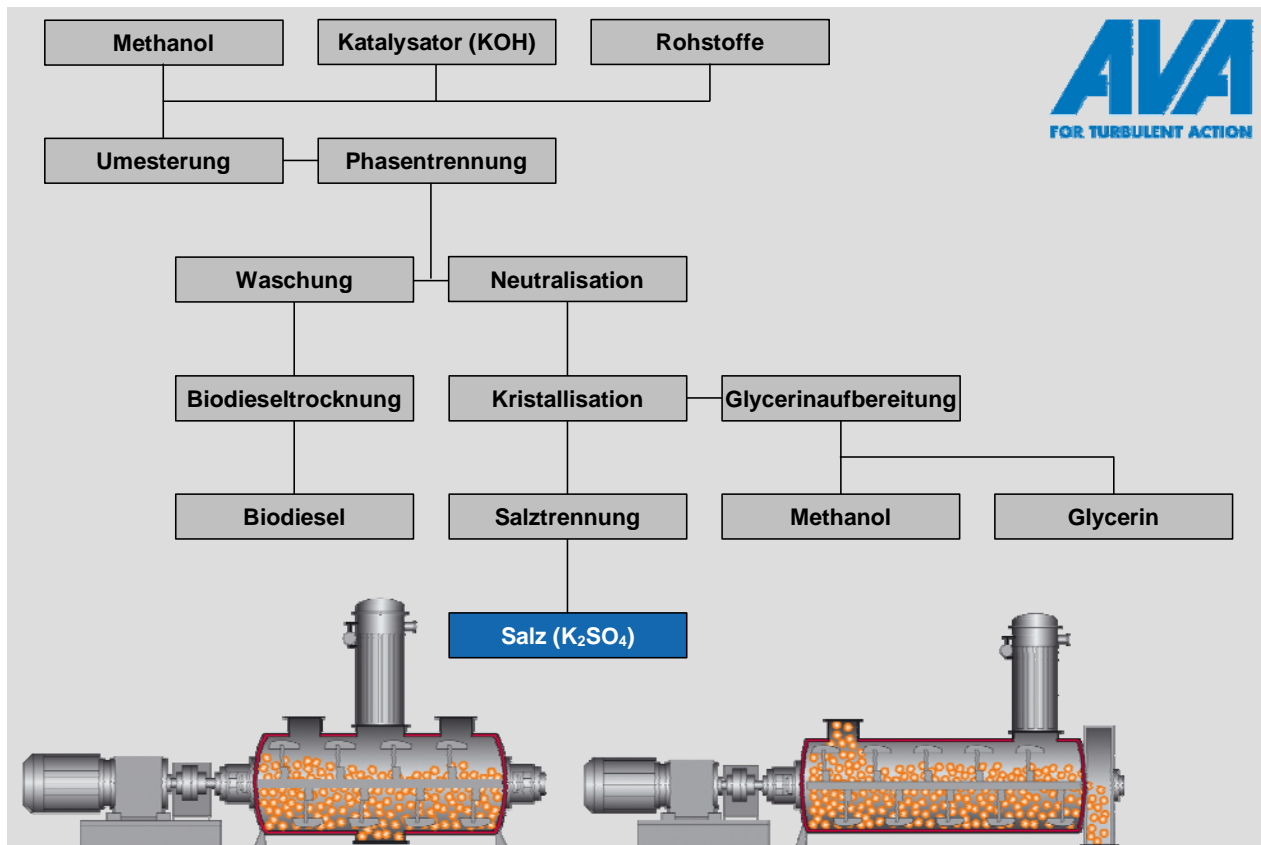 Methanol
Katalysator (KOH)
Rohstoffe
AVA
FOR TURBULENT ACTION
Umesterung
Phasentrennung
Waschung
Neutralisation
Biodieseltrocknung
Kristallisation
Glycerinaufbereitung
Biodiesel
Salztrennung
Methanol
Glycerin
Salz (K₂SO₄)